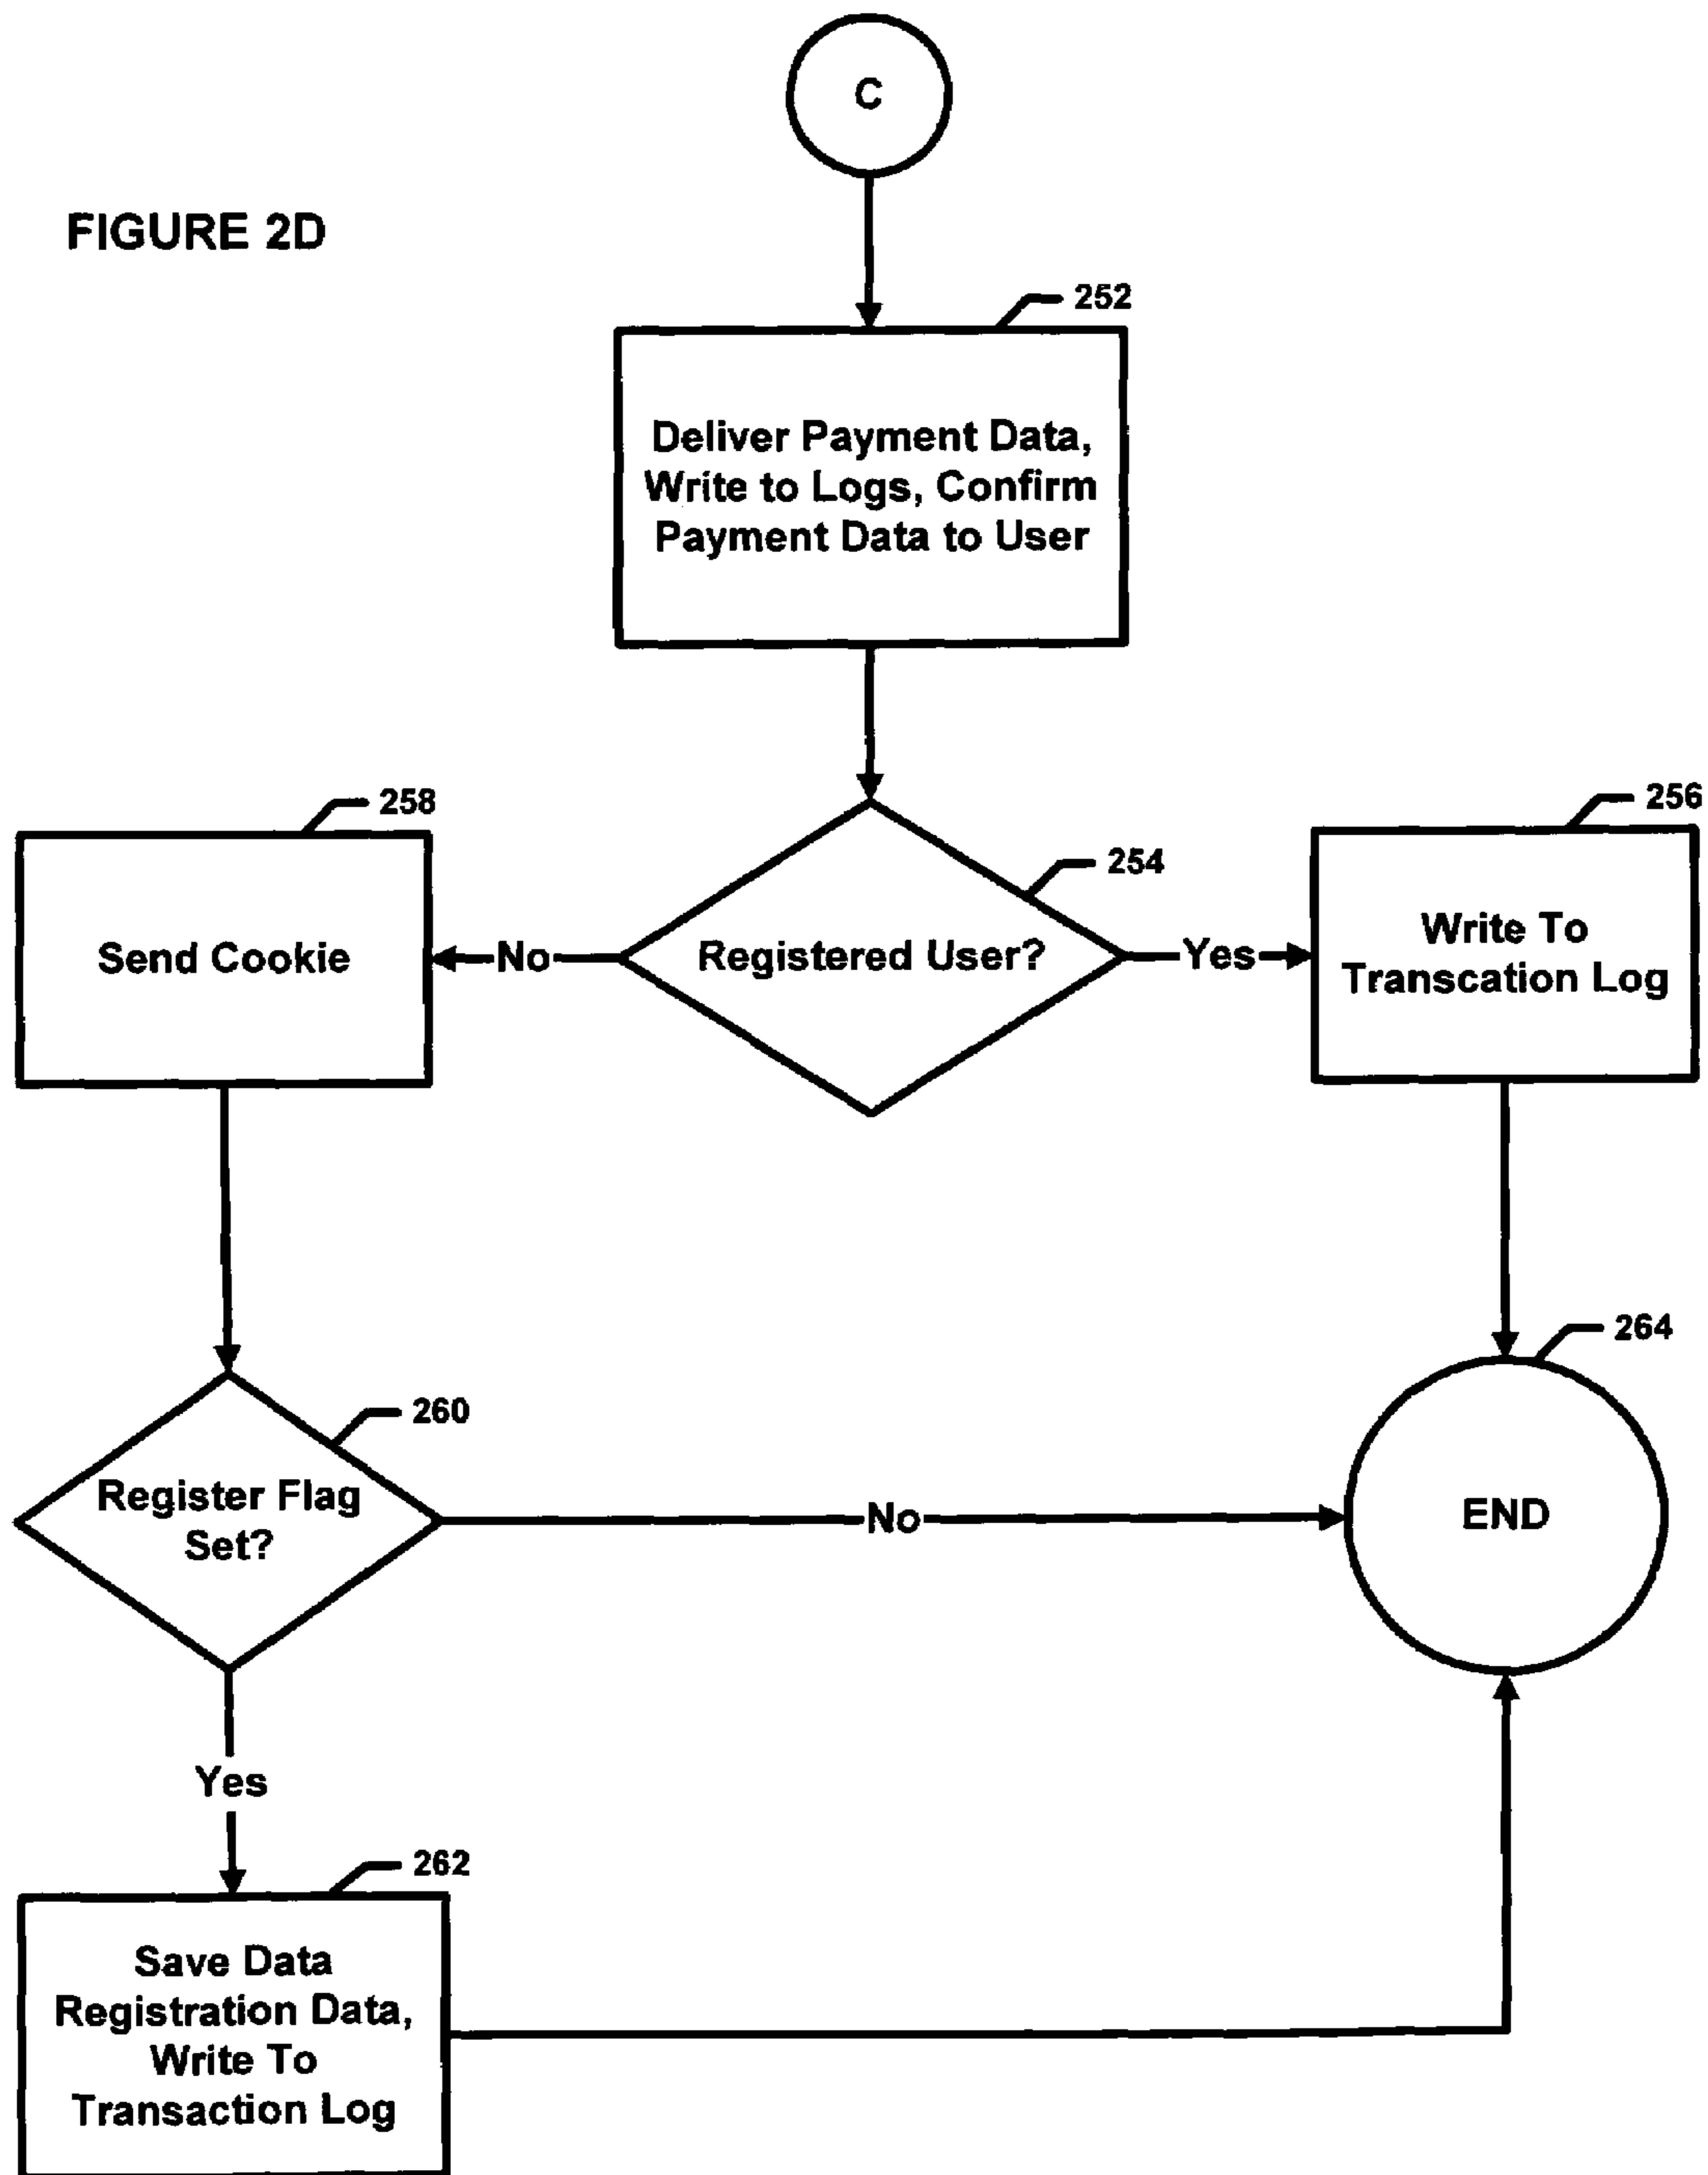 C
FIGURE 2D
252
Deliver Payment Data,
Write to Logs, Confirm
Payment Data to User
258
256
254
Send Cookie
No
Registered User?
Yes
Write To
Transcation Log
264
260
Register Flag
Set?
No
END
Yes
262
Save Data
Registration Data,
Write To
Transaction Log